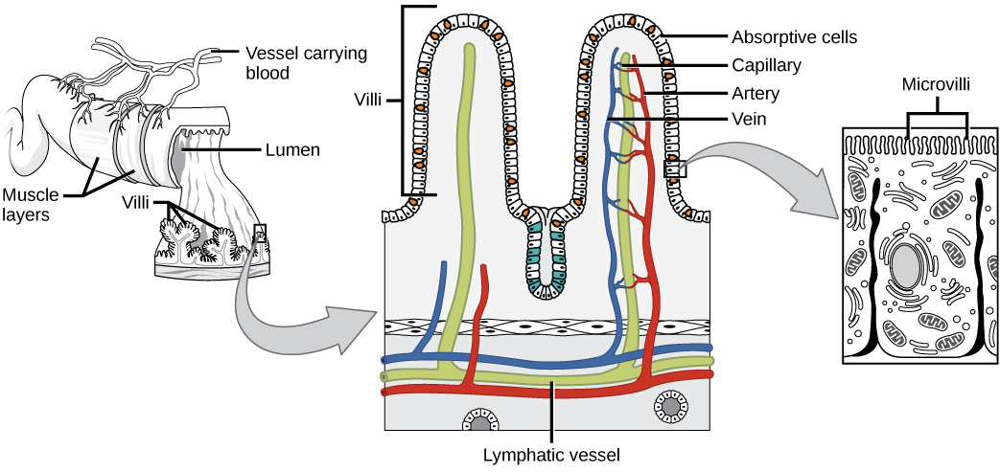 Vessel carrying
blood
Lumen
Muscle
layers
Villi
Villi
Absorptive cells
Capillary
Artery
Vein
Lymphatic vessel
Microvilli